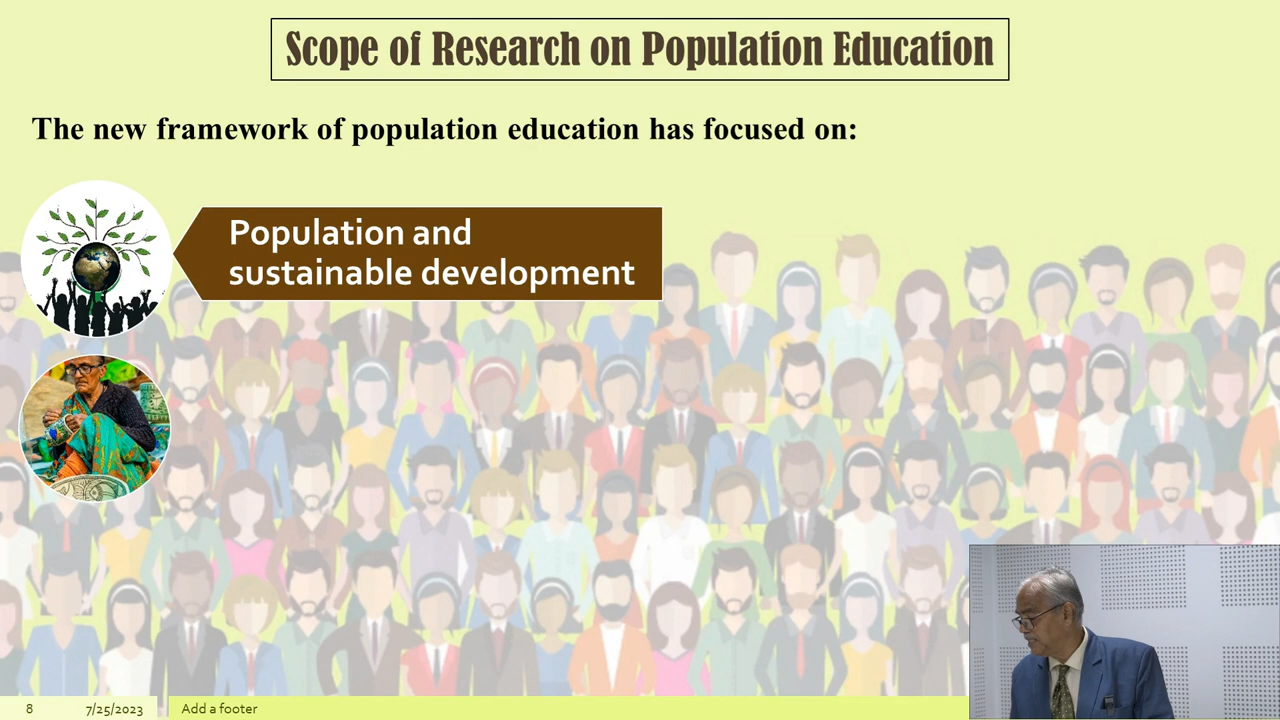 Scope of Research on Population Education
The new framework of population education has focused on:
Population and
sustainable development
8 7/25/2023 Add a footer